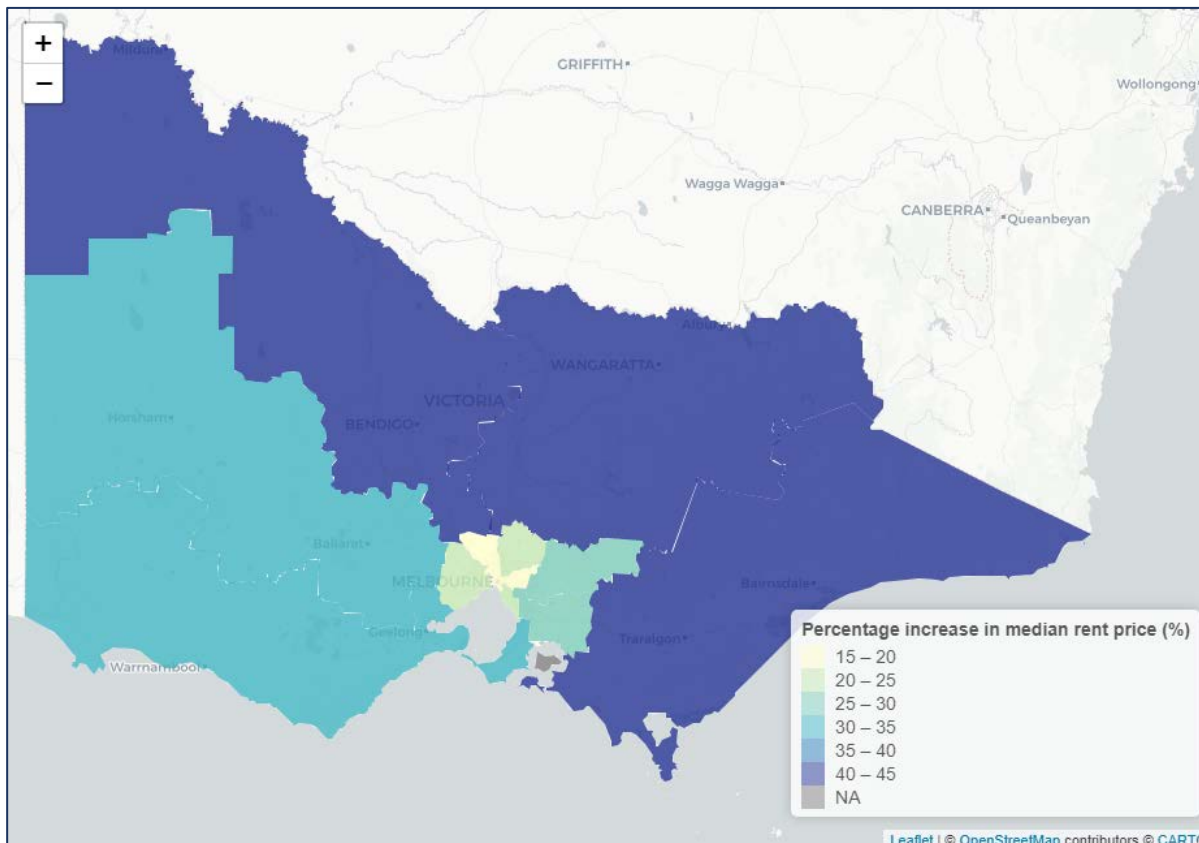 +
−
Mildura
GRIFFITH
Wollongong
Wagga Wagga
CANBERRA
Queanbeyan
Albury
WANGARATTA
VICTORIA
Horsham
BENDIGO
Ballarat
MELBOURNE
Bairnsdale
Geelong
Traralgon
Warrnambool
Percentage increase in median rent price (%)
15 – 20
20 – 25
25 – 30
30 – 35
35 – 40
40 – 45
NA
Leaflet | © OpenStreetMap contributors © CARTO